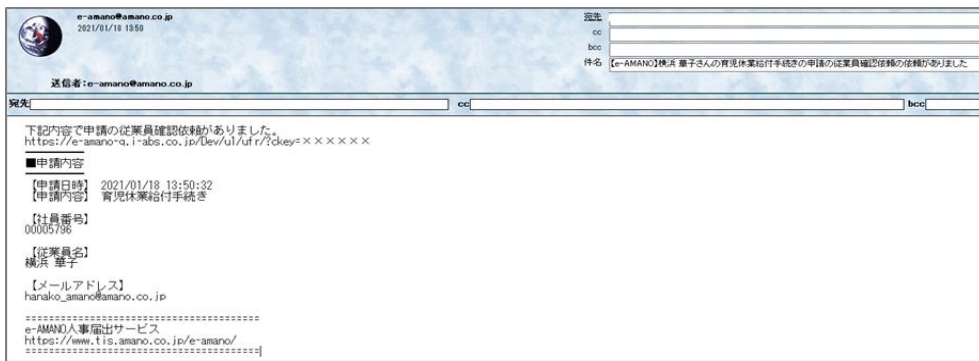 e-amano@amano.co.jp
2021/01/18 1350
送信者:e-amano@amano.co.jp
宛先
cc
bcc
件名 【e-AMANO】横浜 華子さんの育児休業給付手続きの申請の従業員確認依頼の依頼がありました
宛先 cc bcc
下記内容で申請の従業員確認依頼がありました。
https://e-amano-q.i-abs.co.jp/Dev/u1/ufr/?ckey=××××××
■申請内容
【申請日時】 2021/01/18 13:50:32
【申請内容】 育児休業給付手続き
【社員番号】
00005796
【従業員名】
横浜 華子
【メールアドレス】
hanako_amano@amano.co.jp
========================================
e-AMANO人事届出サービス
https://www.tis.amano.co.jp/e-amano/
========================================